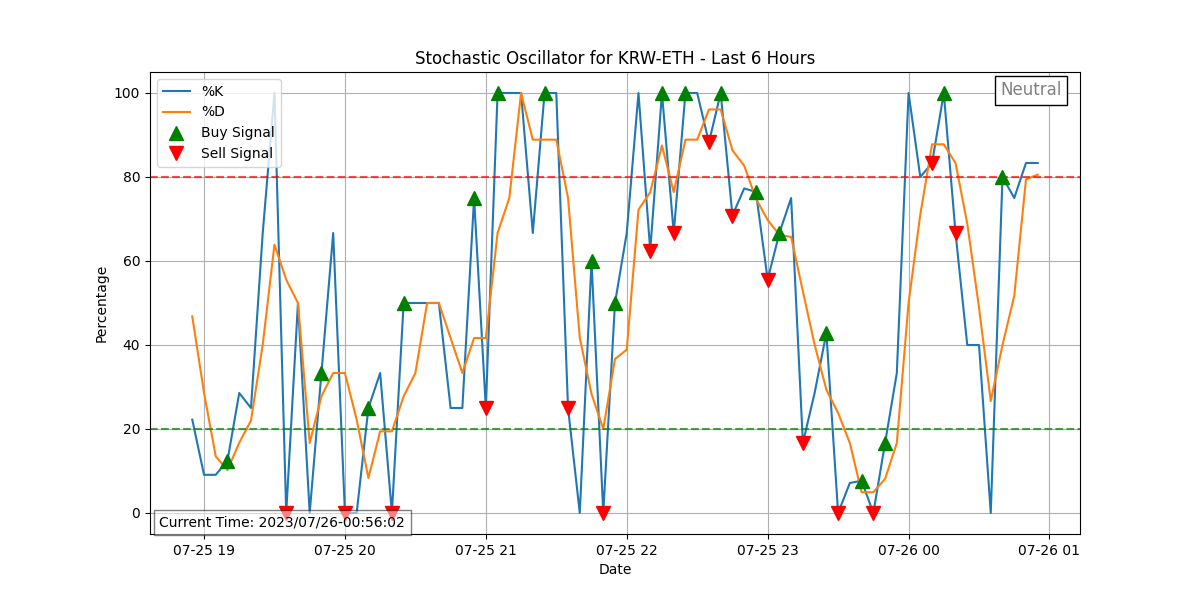 Stochastic Oscillator for KRW-ETH - Last 6 Hours
%K
%D
Buy Signal
Sell Signal
Neutral
100
80
60
40
20
0
Percentage
Current Time: 2023/07/26-00:56:02
07-25 19 07-25 20 07-25 21 07-25 22 07-25 23 07-26 00 07-26 01
Date